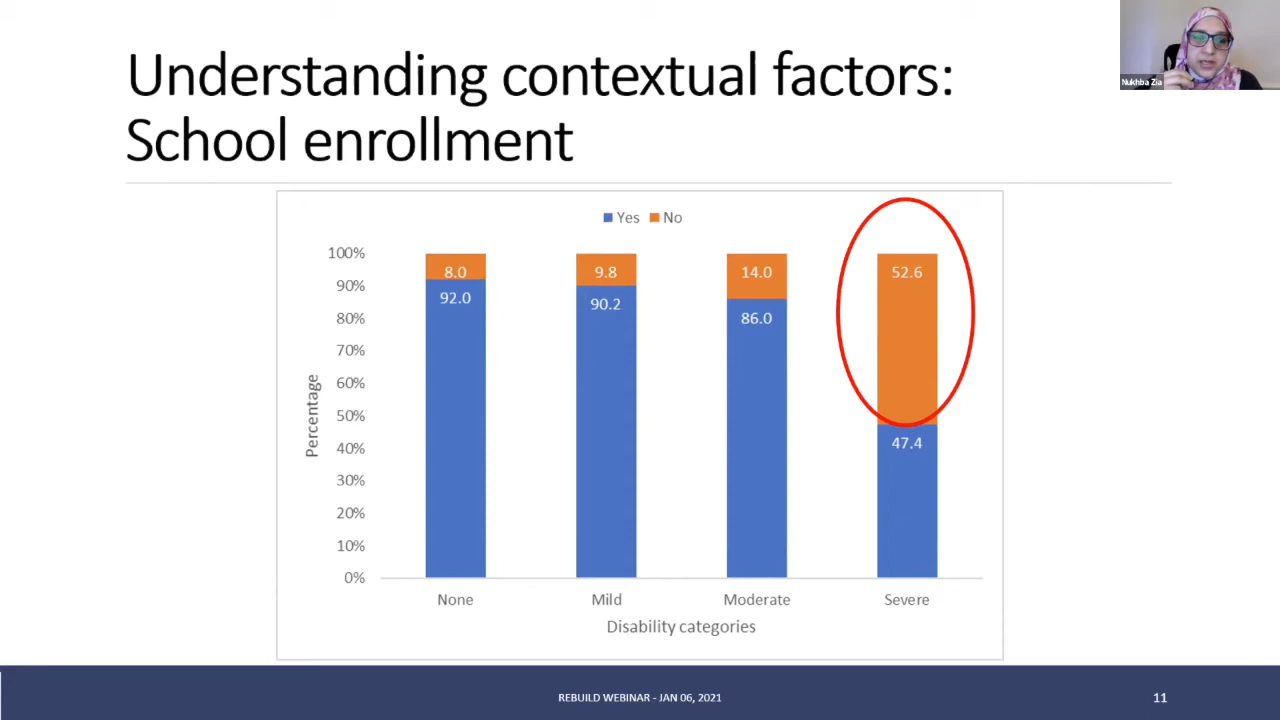 Understanding contextual factors:
School enrollment
Nukhba Zia
Yes No
100%
90%
80%
70%
60%
50%
40%
30%
20%
10%
0%
Percentage
8.0
92.0
9.8
90.2
14.0
86.0
52.6
47.4
None Mild Moderate Severe
Disability categories
REBUILD WEBINAR - JAN 06, 2021
11